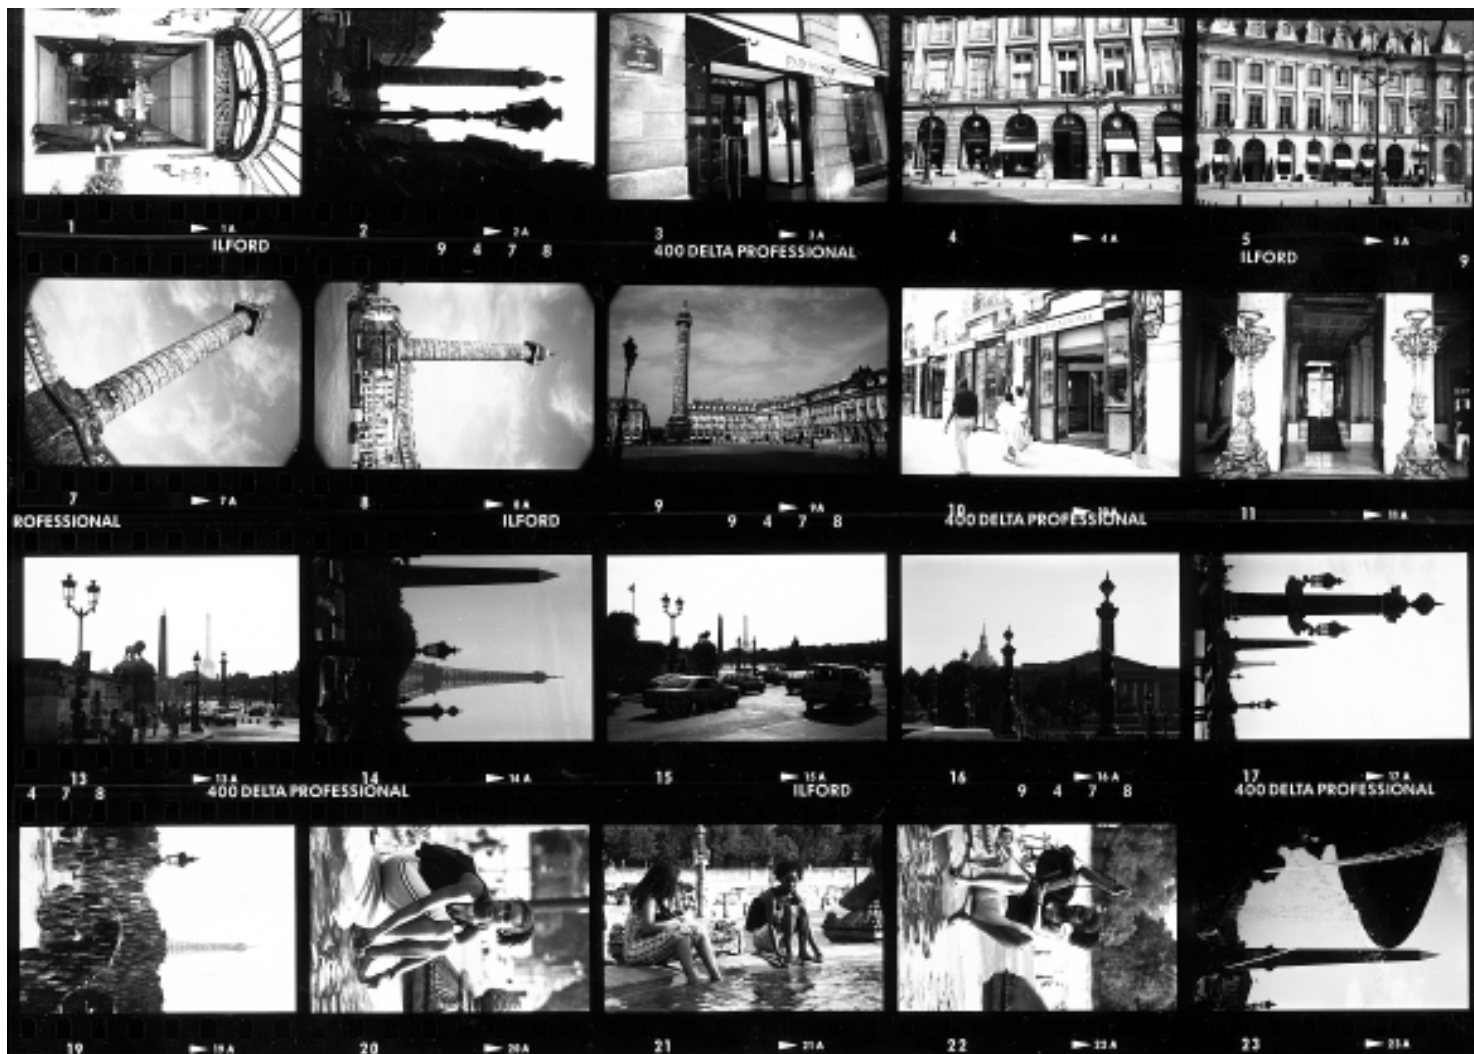 1 1A 2 2A 3 3A 4 4A 5 5A
ILFORD 9 4 7 8 400 DELTA PROFESSIONAL ILFORD 9
7 7A 8 8A 9 9A 10 10A 11 11A
ROFESSIONAL ILFORD 9 4 7 8 400 DELTA PROFESSIONAL
13 13A 14 14A 15 15A 16 16A 17 17A
4 7 8 400 DELTA PROFESSIONAL ILFORD 9 4 7 8 400 DELTA PROFESSIONAL
19 19A 20 20A 21 21A 22 22A 23 23A